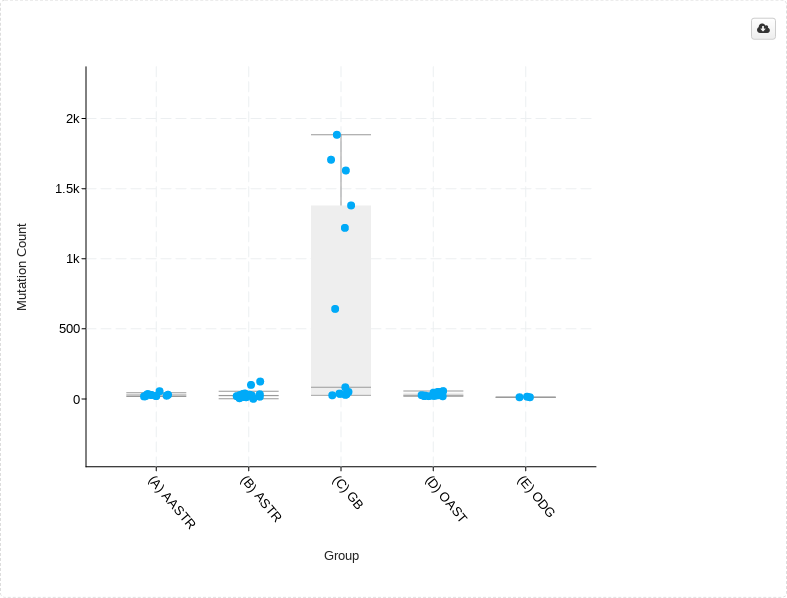 2k
1.5k
1k
500
0
Mutation Count
(A) AASTR
(B) ASTR
(C) GB
(D) OAST
(E) ODG
Group